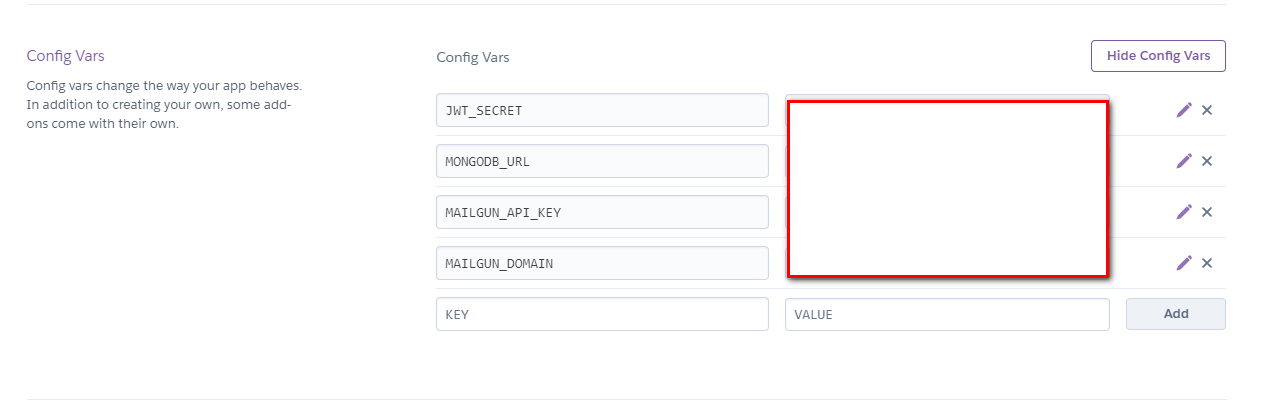 Config Vars
Config vars change the way your app behaves.
In addition to creating your own, some add-
ons come with their own.
Config Vars
Hide Config Vars
JWT_SECRET
MONGODB_URL
MAILGUN_API_KEY
MAILGUN_DOMAIN
KEY VALUE Add